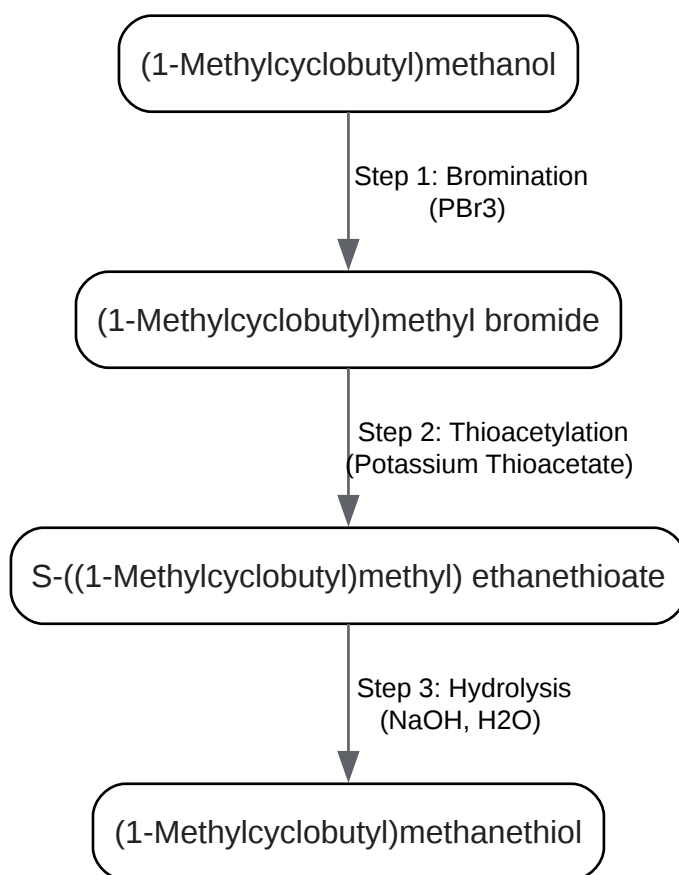 (1-Methylcyclobutyl)methanol
Step 1: Bromination
(PBr3)
(1-Methylcyclobutyl)methyl bromide
Step 2: Thioacetylation
(Potassium Thioacetate)
S-((1-Methylcyclobutyl)methyl) ethanethioate
Step 3: Hydrolysis
(NaOH, H2O)
(1-Methylcyclobutyl)methanethiol